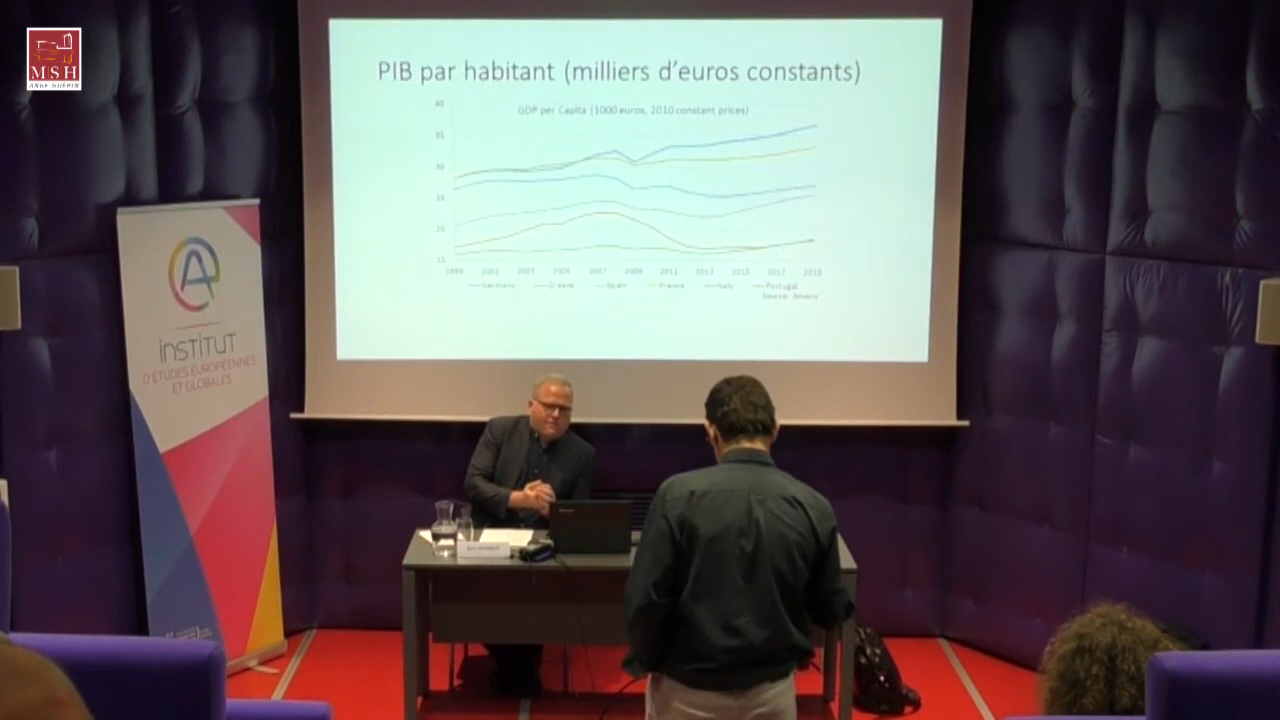 MSH
ANGE-GUÉPIN
PIB par habitant (milliers d'euros constants)
GDP per Capita (1000 euros, 2010 constant prices)
40
35
30
25
20
15
1999 2001 2003 2005 2007 2009 2011 2013 2015 2017 2019
Germany Greece Spain France Italy Portugal
Source: Ameco
A
INSTITUT
D'ÉTUDES EUROPÉENNES
ET GLOBALES